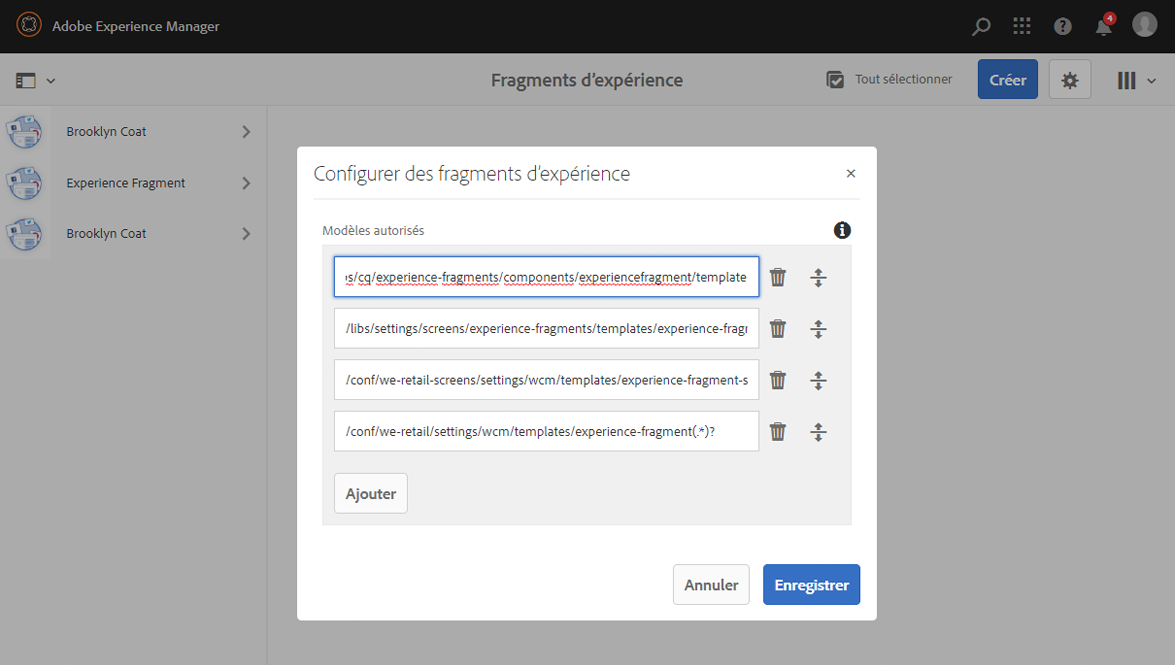 Adobe Experience Manager
4
Fragments d'expérience
Tout sélectionner
Créer
Brooklyn Coat
Experience Fragment
Brooklyn Coat
Configurer des fragments d'expérience
Modèles autorisés
/cq/experience-fragments/components/experiencefragment/template
/libs/settings/screens/experience-fragments/templates/experience-fragr
/conf/we-retail-screens/settings/wcm/templates/experience-fragment-s
/conf/we-retail/settings/wcm/templates/experience-fragment(.*)?
Ajouter
Annuler
Enregistrer